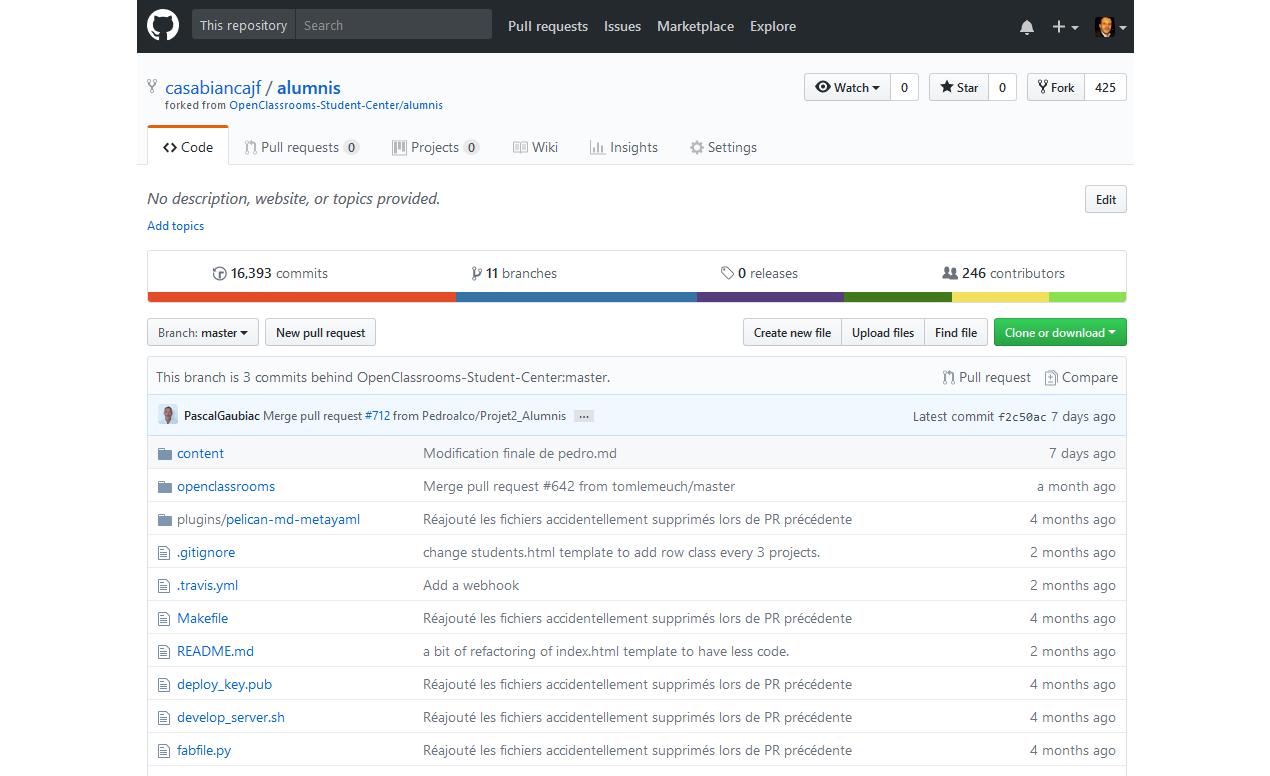 This repository Search Pull requests Issues Marketplace Explore
casabiancajf / alumnis Watch 0 Star 0 Fork 425
forked from OpenClassrooms-Student-Center/alumnis
Code Pull requests 0 Projects 0 Wiki Insights Settings
No description, website, or topics provided. Edit
Add topics
16,393 commits 11 branches 0 releases 246 contributors
Branch: master New pull request Create new file Upload files Find file Clone or download
This branch is 3 commits behind OpenClassrooms-Student-Center:master. Pull request Compare
PascalGaubiac Merge pull request #712 from Pedroalco/Projet2_Alumnis ... Latest commit f2c50ac 7 days ago
content Modification finale de pedro.md 7 days ago
openclassrooms Merge pull request #642 from tomlemeuch/master a month ago
plugins/pelican-md-metayaml Réajouté les fichiers accidentellement supprimés lors de PR précédente 4 months ago
.gitignore change students.html template to add row class every 3 projects. 2 months ago
.travis.yml Add a webhook 2 months ago
Makefile Réajouté les fichiers accidentellement supprimés lors de PR précédente 4 months ago
README.md a bit of refactoring of index.html template to have less code. 2 months ago
deploy_key.pub Réajouté les fichiers accidentellement supprimés lors de PR précédente 4 months ago
develop_server.sh Réajouté les fichiers accidentellement supprimés lors de PR précédente 4 months ago
fabfile.py Réajouté les fichiers accidentellement supprimés lors de PR précédente 4 months ago